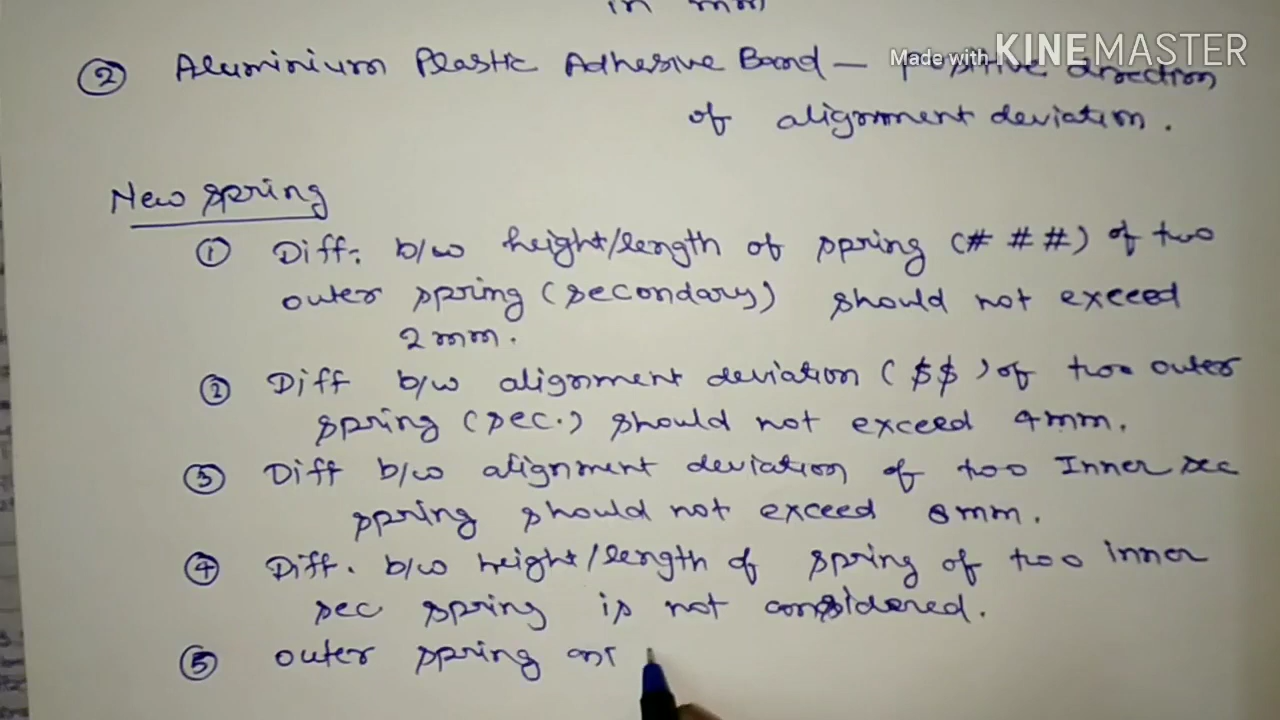 in mm
Made with KINEMASTER
② Aluminium Plastic Adhesive Band — positive direction
of alignment deviation.
New spring
① Diff. b/w height/length of spring (# # #) of two
outer spring (secondary) should not exceed
2mm.
② Diff b/w alignment deviation ($$) of two outer
spring (sec.) should not exceed 4mm.
③ Diff b/w alignment deviation of two Inner sec
spring should not exceed mm.
④ Diff. b/w height/length of spring of two inner
sec spring is not considered.
⑤ outer spring